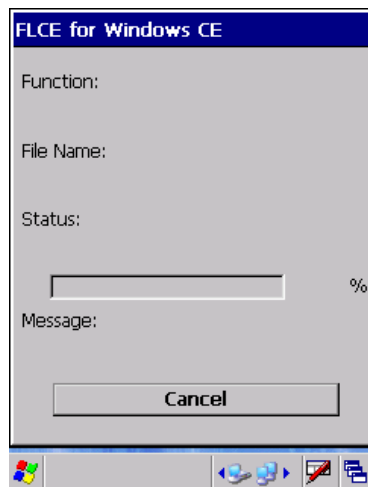 FLCE for Windows CE
Function:
File Name:
Status:
%
Message:
Cancel